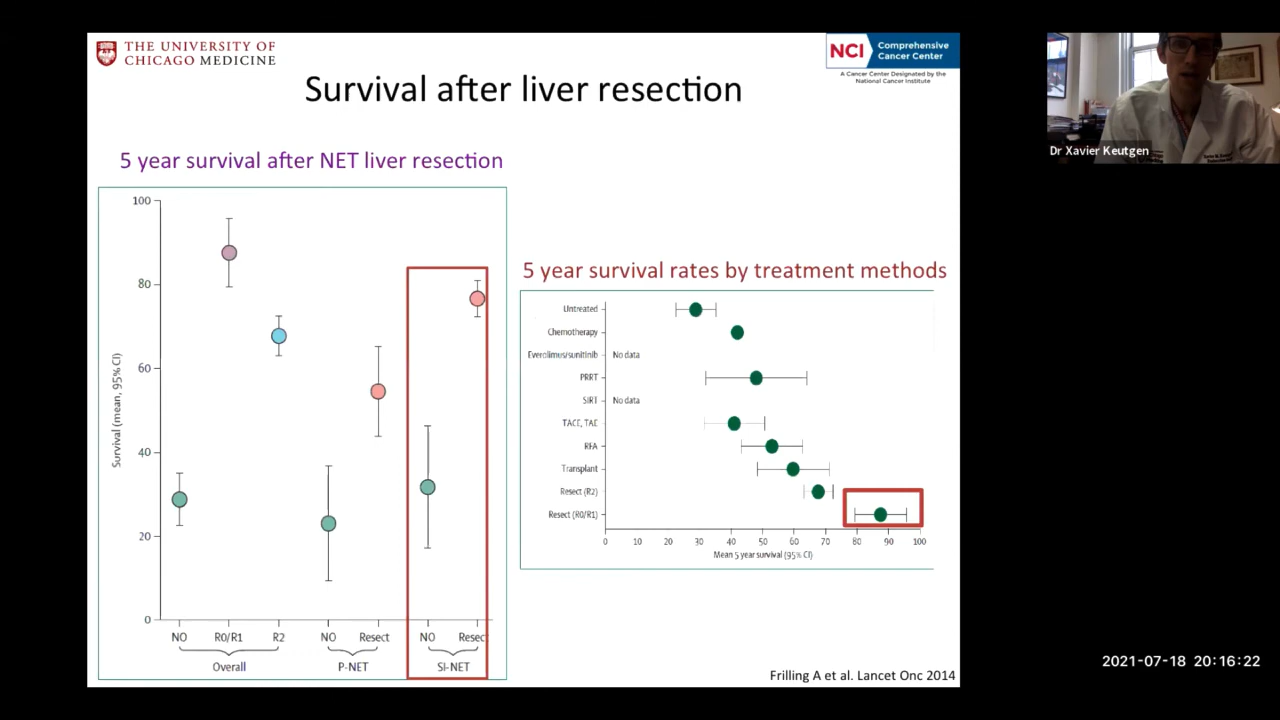 THE UNIVERSITY OF
CHICAGO MEDICINE
NCI
Comprehensive
Cancer Center
A Cancer Center Designated by the
National Cancer Institute
Survival after liver resection
Dr Xavier Keutgen
5 year survival after NET liver resection
100
80
60
40
20
0
Survival (mean, 95% CI)
NO
R0/R1
R2
NO
Resect
NO
Resect
Overall
P-NET
SI-NET
5 year survival rates by treatment methods
Untreated
Chemotherapy
Everolimus/sunitinib
No data
PRRT
SIRT
No data
TACE, TAE
RFA
Transplant
Resect (R2)
Resect (R0/R1)
0 10 20 30 40 50 60 70 80 90 100
Mean 5 year survival (95% CI)
Frilling A et al. Lancet Onc 2014
2021-07-18 20:16:22